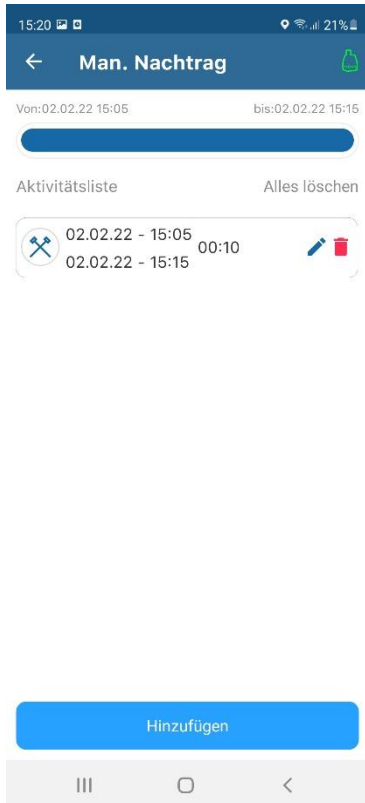 15:20 21%
Man. Nachtrag
Von:02.02.22 15:05 bis:02.02.22 15:15
Aktivitätsliste Alles löschen
02.02.22 - 15:05
00:10
02.02.22 - 15:15
Hinzufügen